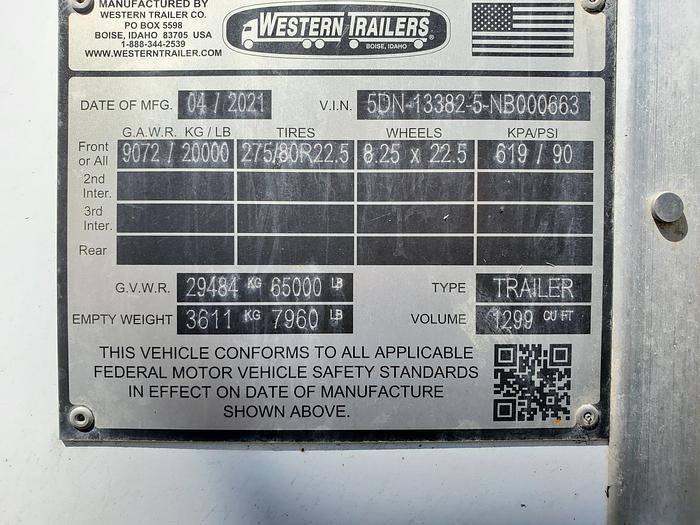 MANUFACTURED BY
WESTERN TRAILER CO.
PO BOX 5598
BOISE, IDAHO 83705 USA
1-888-344-2539
WWW.WESTERNTRAILER.COM
WESTERN TRAILERS®
BOISE, IDAHO
DATE OF MFG. 04 / 2021 V.I.N. 5DN-13382-5-NB000663
G.A.W.R. KG / LB TIRES WHEELS KPA/PSI
Front or All 9072 / 20000 275/80R22.5 8.25 x 22.5 619 / 90
2nd Inter.
3rd Inter.
Rear
G.V.W.R. 29484 KG 65000 LB TYPE TRAILER
EMPTY WEIGHT 3611 KG 7960 LB VOLUME 1299 CU FT
THIS VEHICLE CONFORMS TO ALL APPLICABLE
FEDERAL MOTOR VEHICLE SAFETY STANDARDS
IN EFFECT ON DATE OF MANUFACTURE
SHOWN ABOVE.